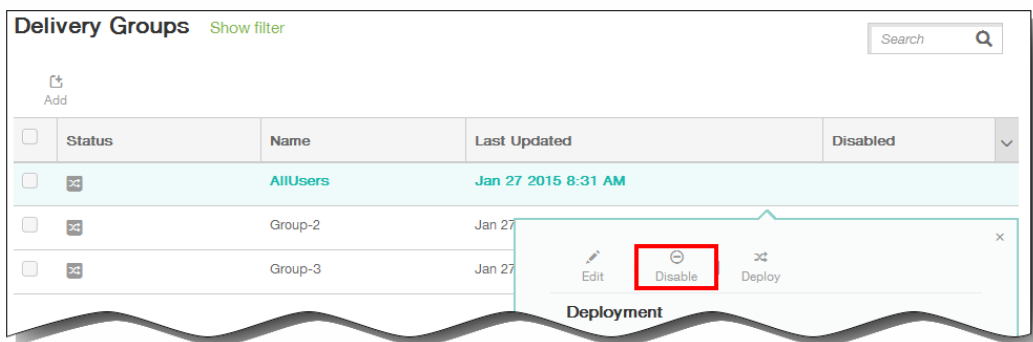 Delivery Groups Show filter
Search
Add
Status Name Last Updated Disabled
AllUsers Jan 27 2015 8:31 AM
Group-2 Jan 27
Group-3 Jan 27
Edit Disable Deploy
Deployment